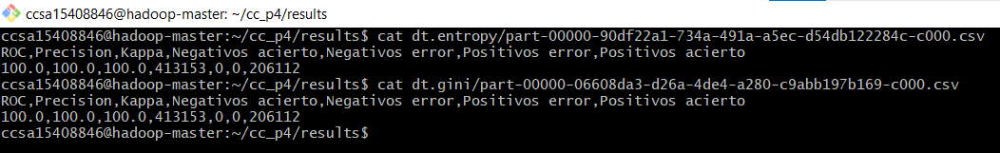 ccsa15408846@hadoop-master: ~/cc_p4/results
ccsa15408846@hadoop-master:~/cc_p4/results$ cat dt.entropy/part-00000-90df22a1-734a-491a-a5ec-d54db122284c-c000.csv
ROC,Precision,Kappa,Negativos acierto,Negativos error,Positivos error,Positivos acierto
100.0,100.0,100.0,413153,0,0,206112
ccsa15408846@hadoop-master:~/cc_p4/results$ cat dt.gini/part-00000-06608da3-d26a-4de4-a280-c9abb197b169-c000.csv
ROC,Precision,Kappa,Negativos acierto,Negativos error,Positivos error,Positivos acierto
100.0,100.0,100.0,413153,0,0,206112
ccsa15408846@hadoop-master:~/cc_p4/results$